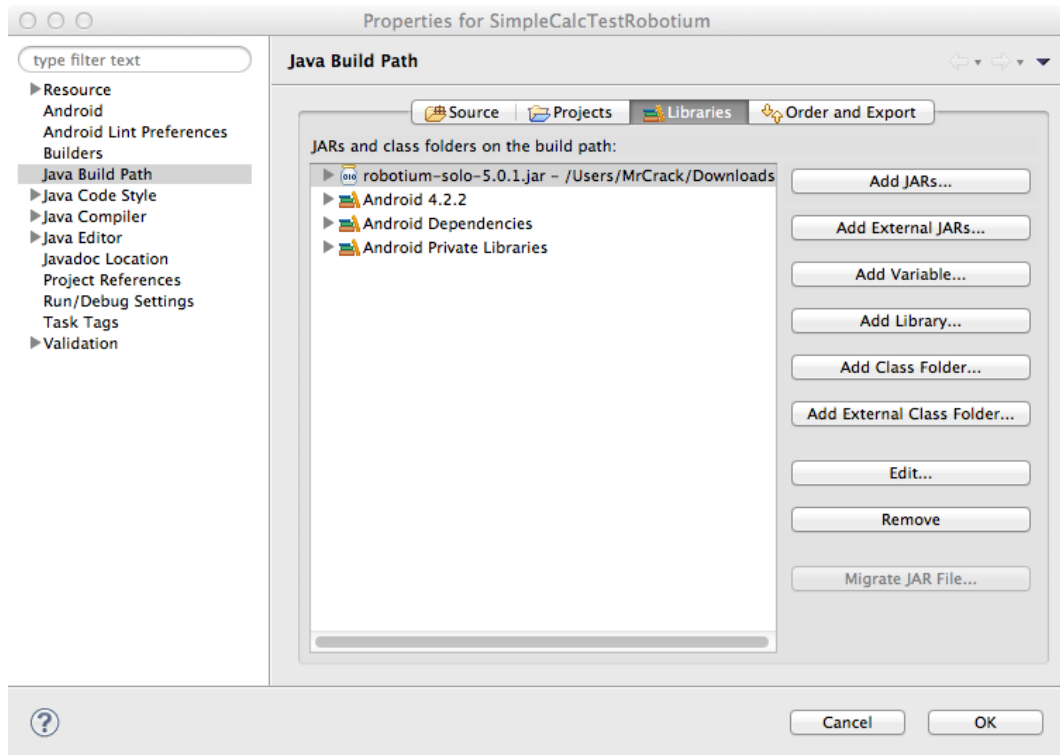 Properties for SimpleCalcTestRobotium
type filter text
Resource
Android
Android Lint Preferences
Builders
Java Build Path
Java Code Style
Java Compiler
Java Editor
Javadoc Location
Project References
Run/Debug Settings
Task Tags
Validation
Java Build Path
Source
Projects
Libraries
Order and Export
JARs and class folders on the build path:
robotium-solo-5.0.1.jar – /Users/MrCrack/Downloads
Android 4.2.2
Android Dependencies
Android Private Libraries
Add JARs...
Add External JARs...
Add Variable...
Add Library...
Add Class Folder...
Add External Class Folder...
Edit...
Remove
Migrate JAR File...
?
Cancel
OK